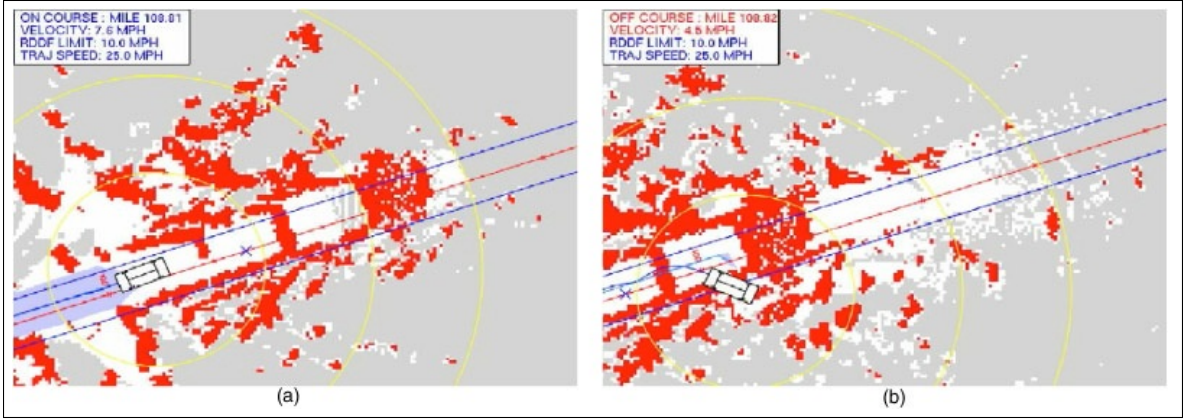 ON COURSE : MILE 108.81
VELOCITY: 7.6 MPH
RDDF LIMIT: 10.0 MPH
TRAJ SPEED: 25.0 MPH
OFF COURSE : MILE 108.82
VELOCITY: 4.5 MPH
RDDF LIMIT: 10.0 MPH
TRAJ SPEED: 25.0 MPH
(a)
(b)